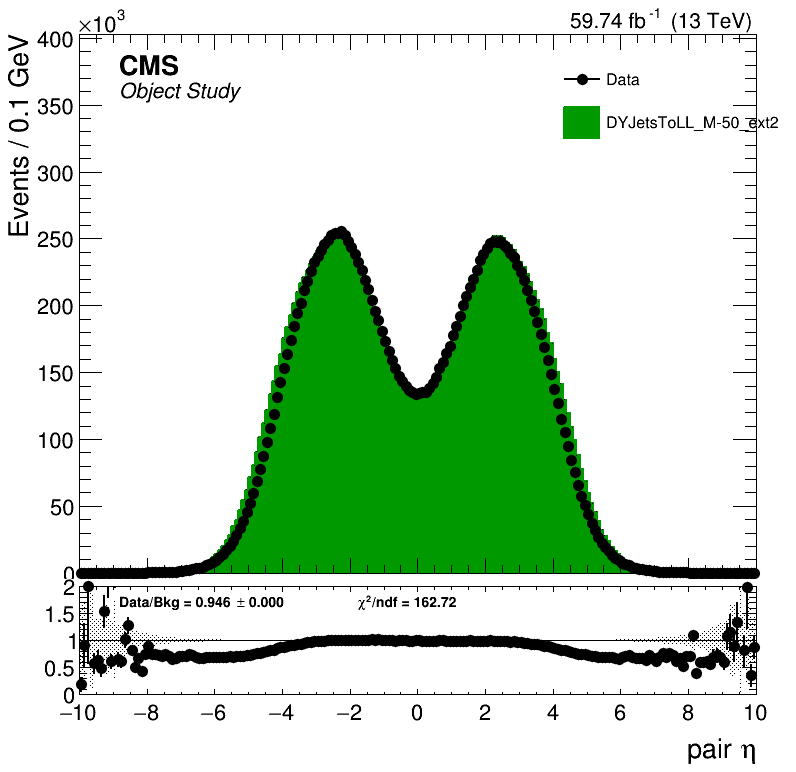 ×10³
59.74 fb⁻¹ (13 TeV)
Events / 0.1 GeV
400
350
300
250
200
150
100
50
0
CMS
Object Study
Data
DYJetsToLL_M-50_ext2
2
1.5
1
0.5
0
Data/Bkg = 0.946 ± 0.000 χ²/ndf = 162.72
−10 −8 −6 −4 −2 0 2 4 6 8 10
pair η